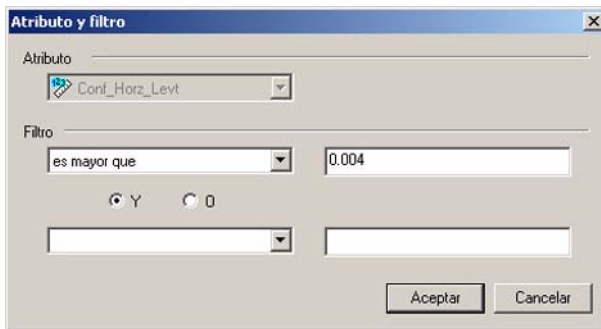 Atributo y filtro
Atributo
Conf_Horz_Levt
Filtro
es mayor que 0.004
Y O
Aceptar Cancelar